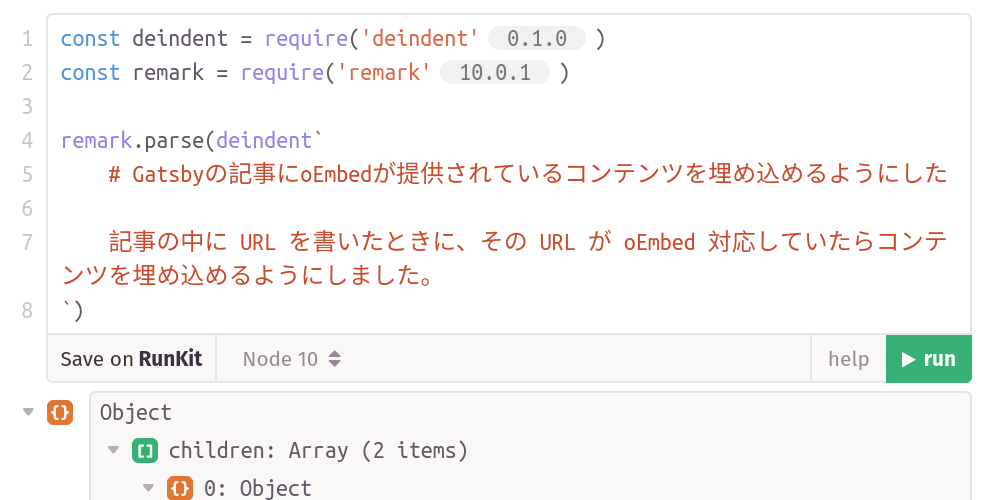 1 const deindent = require('deindent' 0.1.0 )
2 const remark = require('remark' 10.0.1 )
3
4 remark.parse(deindent`
5 # Gatsbyの記事にoEmbedが提供されているコンテンツを埋め込めるようにした
6
7 記事の中に URL を書いたときに、その URL が oEmbed 対応していたらコンテ
ンツを埋め込めるようにしました。
8 `)
Save on RunKit Node 10 help run
{} Object
[] children: Array (2 items)
{} 0: Object